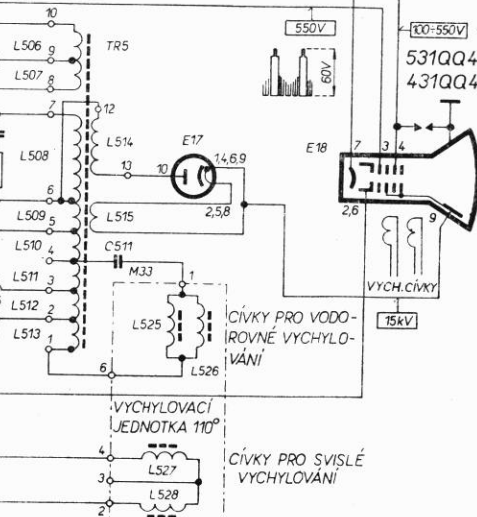 10
550V
100÷550V
L506
9
TR5
60V
531QQ4
431QQ4
L507
8
7
12
L508
L514
E17
E18
7
3
4
13
10
1,4,6,9
6
2,6
L509
L515
2,5,8
9
5
L510
4
C511
M33
L511
3
1
VYCH.CÍVKY
L512
2
L525
CÍVKY PRO VODO-
15kV
L513
ROVNÉ VYCHYLO-
1
L526
VÁNÍ
6
VYCHYLOVACÍ
JEDNOTKA 110°
4
L527
CÍVKY PRO SVISLÉ
3
VYCHYLOVÁNÍ
L528
2